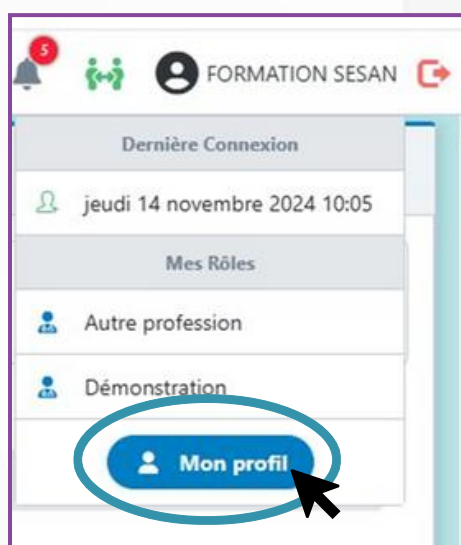 5
FORMATION SESAN
Dernière Connexion
jeudi 14 novembre 2024 10:05
Mes Rôles
Autre profession
Démonstration
Mon profil